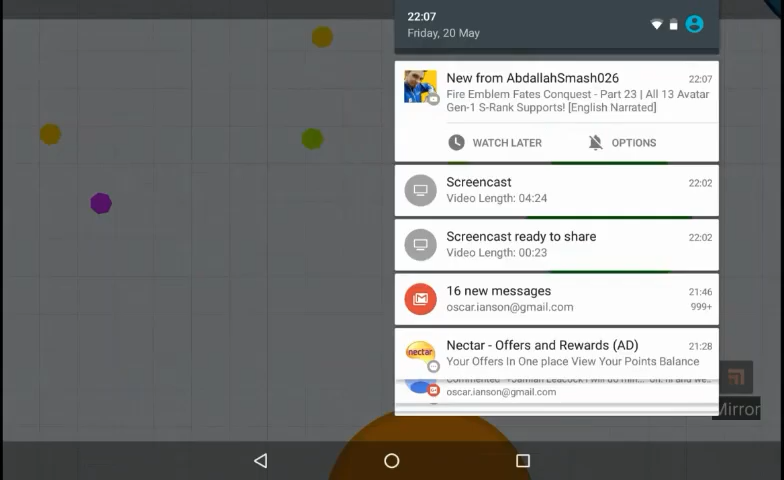 22:07
Friday, 20 May
New from AbdallahSmash026 22:07
Fire Emblem Fates Conquest - Part 23 | All 13 Avatar
Gen-1 S-Rank Supports! [English Narrated]
WATCH LATER OPTIONS
Screencast 22:02
Video Length: 04:24
Screencast ready to share 22:02
Video Length: 00:23
16 new messages 21:46
oscar.ianson@gmail.com 999+
nectar
Nectar - Offers and Rewards (AD) 21:28
Your Offers In One place View Your Points Balance
oscar.ianson@gmail.com
Mirror